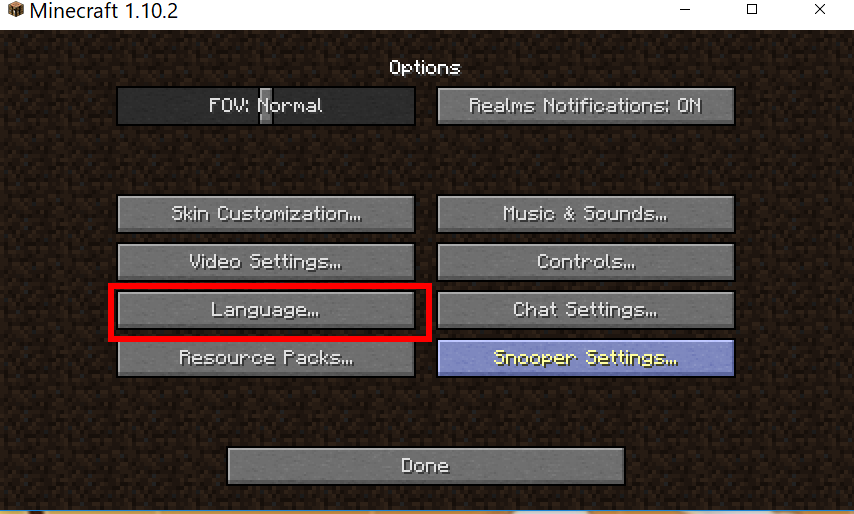 Minecraft 1.10.2
Options
FOV: Normal
Realms Notifications: ON
Skin Customization...
Music & Sounds...
Video Settings...
Controls...
Language...
Chat Settings...
Resource Packs...
Snooper Settings...
Done